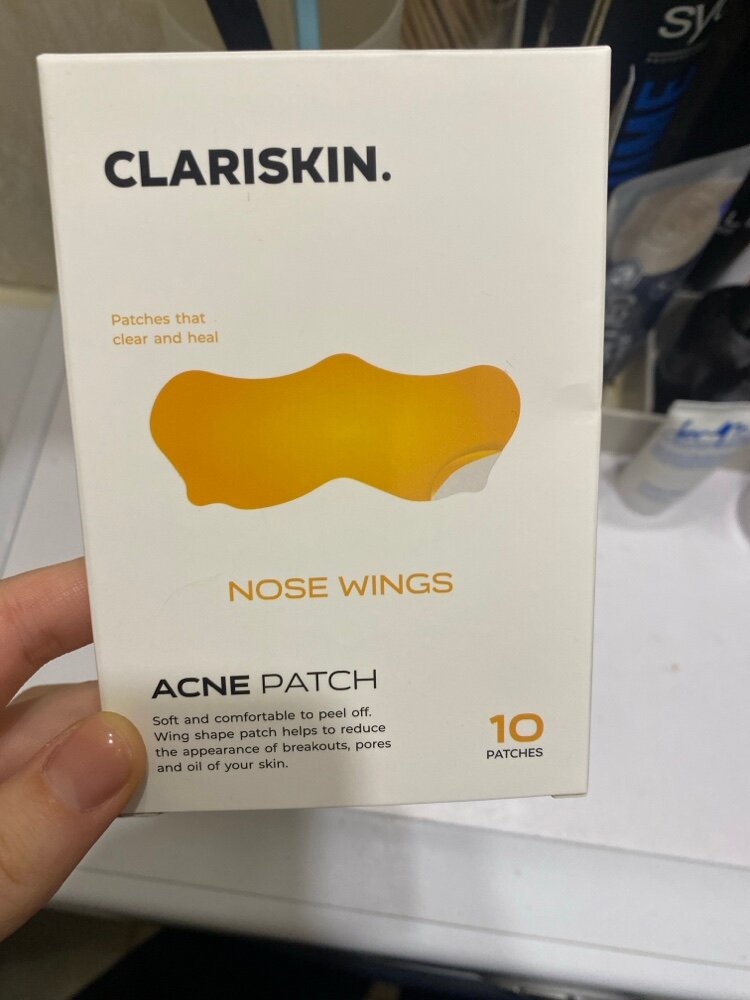 CLARISKIN.
Patches that
clear and heal
NOSE WINGS
ACNE PATCH
Soft and comfortable to peel off.
Wing shape patch helps to reduce
the appearance of breakouts, pores
and oil of your skin.
10
PATCHES